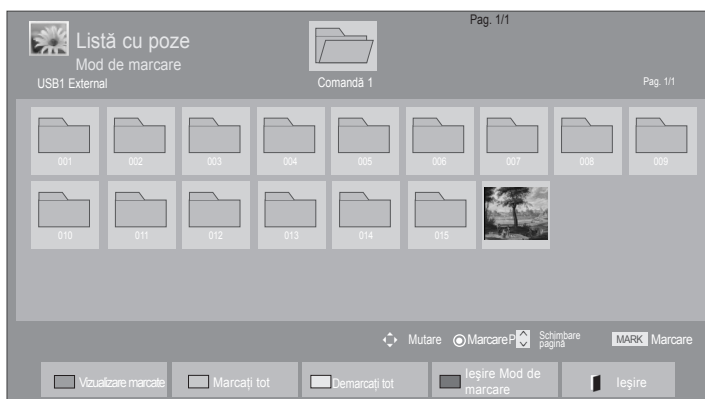 Pag. 1/1
Listă cu poze
Mod de marcare
USB1 External
Comandă 1
Pag. 1/1
001 002 003 004 005 006 007 008 009
010 011 012 013 014 015
Mutare MarcareP Schimbare pagină MARK Marcare
Vizualizare marcate Marcați tot Demarcați tot Ieșire Mod de marcare Ieșire